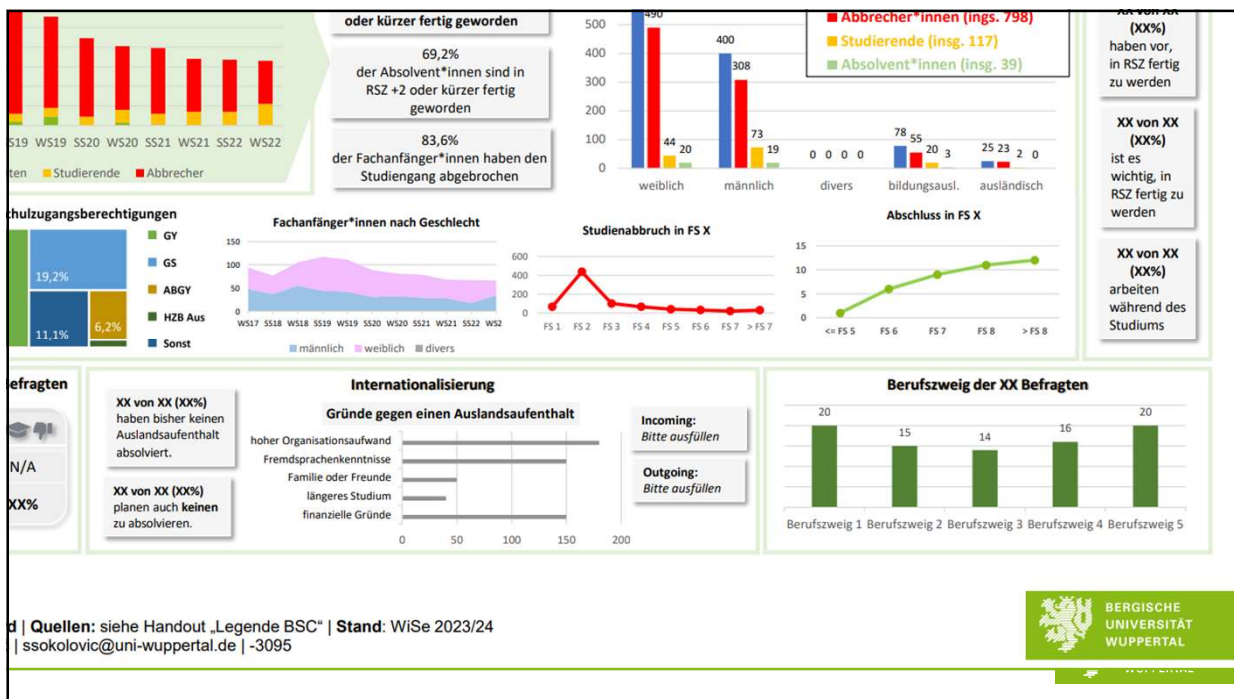 oder kürzer fertig geworden
69,2%
der Absolvent*innen sind in
RSZ +2 oder kürzer fertig
geworden
83,6%
der Fachanfänger*innen haben den
Studiengang abgebrochen
WS19 SS20 WS20 SS21 WS21 SS22 WS22
ten Studierende Abbrecher
500
400
300
200
100
0
Abbrecher*innen (ings. 798)
Studierende (insg. 117)
Absolvent*innen (ing. 39)
490
44
20
400
308
73
19
0 0 0 0
78
55
20
3
25 23
2 0
weiblich männlich divers bildungsausl. ausländisch
(XX%)
haben vor,
in RSZ fertig
zu werden
XX von XX
(XX%)
ist es
wichtig, in
RSZ fertig zu
werden
XX von XX
(XX%)
arbeiten
während des
Studiums
chulzugangsberechtigungen
19,2%
11,1%
6,2%
GY
GS
ABGY
HZB Aus
Sonst
Fachanfänger*innen nach Geschlecht
150
100
50
0
WS17 SS18 WS18 SS19 WS19 SS20 WS20 SS21 WS21 SS22 WS2
männlich weiblich divers
Studienabbruch in FS X
600
400
200
0
FS 1 FS 2 FS 3 FS 4 FS 5 FS 6 FS 7 > FS 7
Abschluss in FS X
15
10
5
0
<= FS 5 FS 6 FS 7 FS 8 > FS 8
efragten
N/A
XX%
XX von XX (XX%)
haben bisher keinen
Auslandsaufenthalt
absolviert.
XX von XX (XX%)
planen auch keinen
zu absolvieren.
Internationalisierung
Gründe gegen einen Auslandsaufenthalt
hoher Organisationsaufwand
Fremdsprachenkenntnisse
Familie oder Freunde
längeres Studium
finanzielle Gründe
0 50 100 150 200
Incoming:
Bitte ausfüllen
Outgoing:
Bitte ausfüllen
Berufszweig der XX Befragten
20 15 14 16 20
Berufszweig 1 Berufszweig 2 Berufszweig 3 Berufszweig 4 Berufszweig 5
d | Quellen: siehe Handout „Legende BSC“ | Stand: WiSe 2023/24
| ssokolovic@uni-wuppertal.de | -3095
BERGISCHE
UNIVERSITÄT
WUPPERTAL